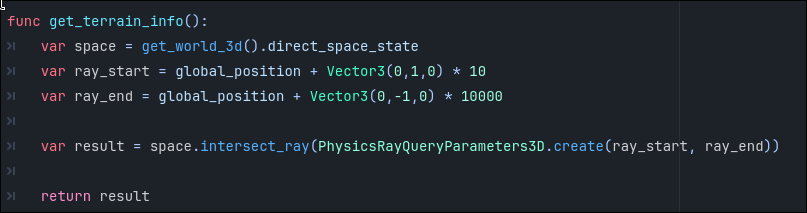 func get_terrain_info():
var space = get_world_3d().direct_space_state
var ray_start = global_position + Vector3(0,1,0) * 10
var ray_end = global_position + Vector3(0,-1,0) * 10000
var result = space.intersect_ray(PhysicsRayQueryParameters3D.create(ray_start, ray_end))
return result